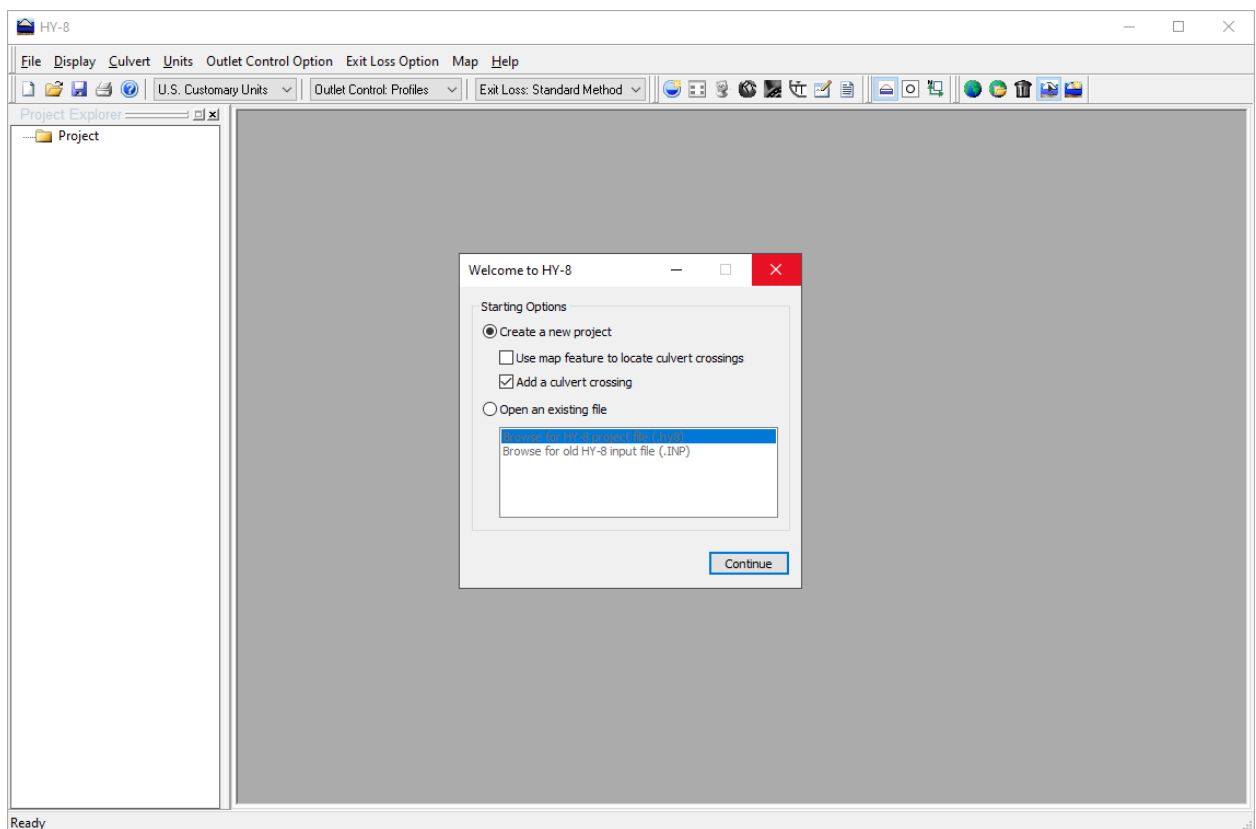 HY-8
File Display Culvert Units Outlet Control Option Exit Loss Option Map Help
U.S. Customary Units Outlet Control: Profiles Exit Loss: Standard Method
Project Explorer
Project
Welcome to HY-8
Starting Options
Create a new project
Use map feature to locate culvert crossings
Add a culvert crossing
Open an existing file
Browse for HY-8 project file (.hy8)
Browse for old HY-8 input file (.INP)
Continue
Ready